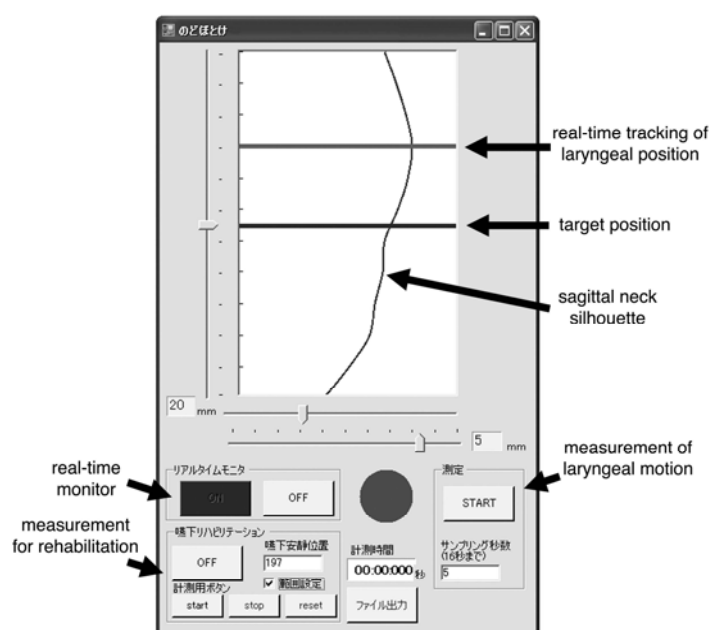 のどぼとけ
real-time tracking of
laryngeal position
target position
sagittal neck
silhouette
20 mm
5 mm
measurement of
laryngeal motion
real-time
monitor
リアルタイムモニタ
ON
OFF
測定
START
measurement
for rehabilitation
嚥下リハビリテーション
OFF
嚥下安静位置
197
範囲設定
計測用ボタン
start
stop
reset
計測時間
00:00:000 秒
ファイル出力
サンプリング秒数
(16秒まで)
5